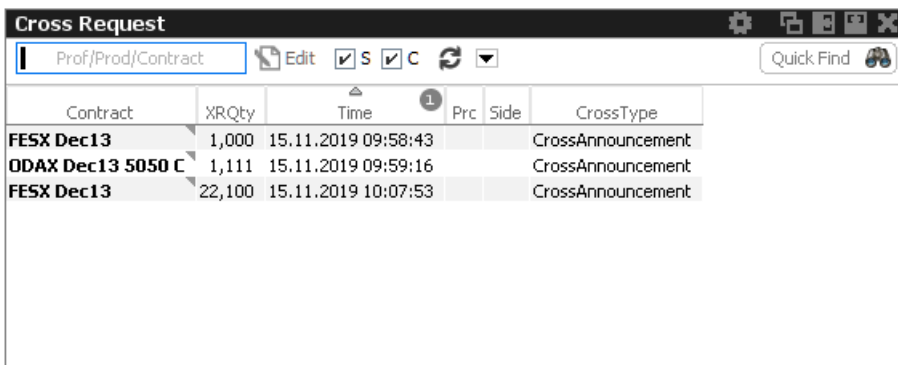 Cross Request
Prof/Prod/Contract Edit S C Quick Find
Contract XRQty Time 1 Prc Side CrossType
FESX Dec13 1,000 15.11.2019 09:58:43 CrossAnnouncement
ODAX Dec13 5050 C 1,111 15.11.2019 09:59:16 CrossAnnouncement
FESX Dec13 22,100 15.11.2019 10:07:53 CrossAnnouncement